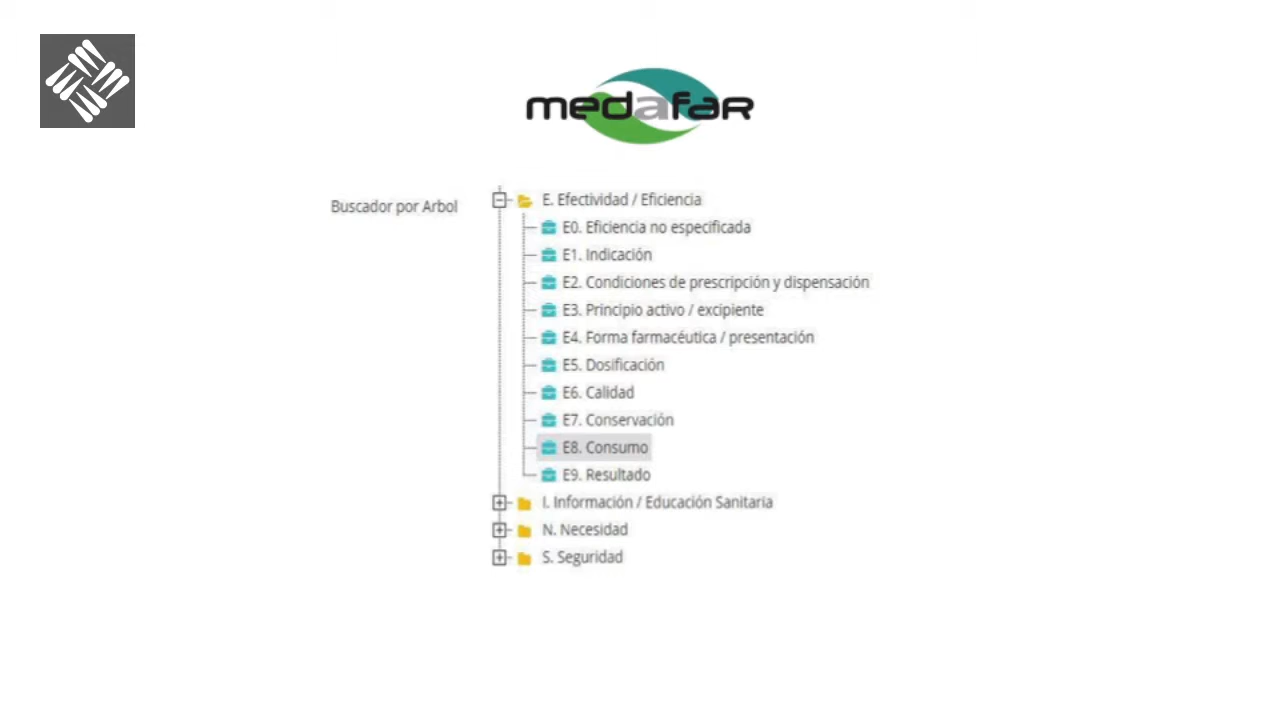 medafar
Buscador por Arbol
E. Efectividad / Eficiencia
E0. Eficiencia no especificada
E1. Indicación
E2. Condiciones de prescripción y dispensación
E3. Principio activo / excipiente
E4. Forma farmacéutica / presentación
E5. Dosificación
E6. Calidad
E7. Conservación
E8. Consumo
E9. Resultado
I. Información / Educación Sanitaria
N. Necesidad
S. Seguridad